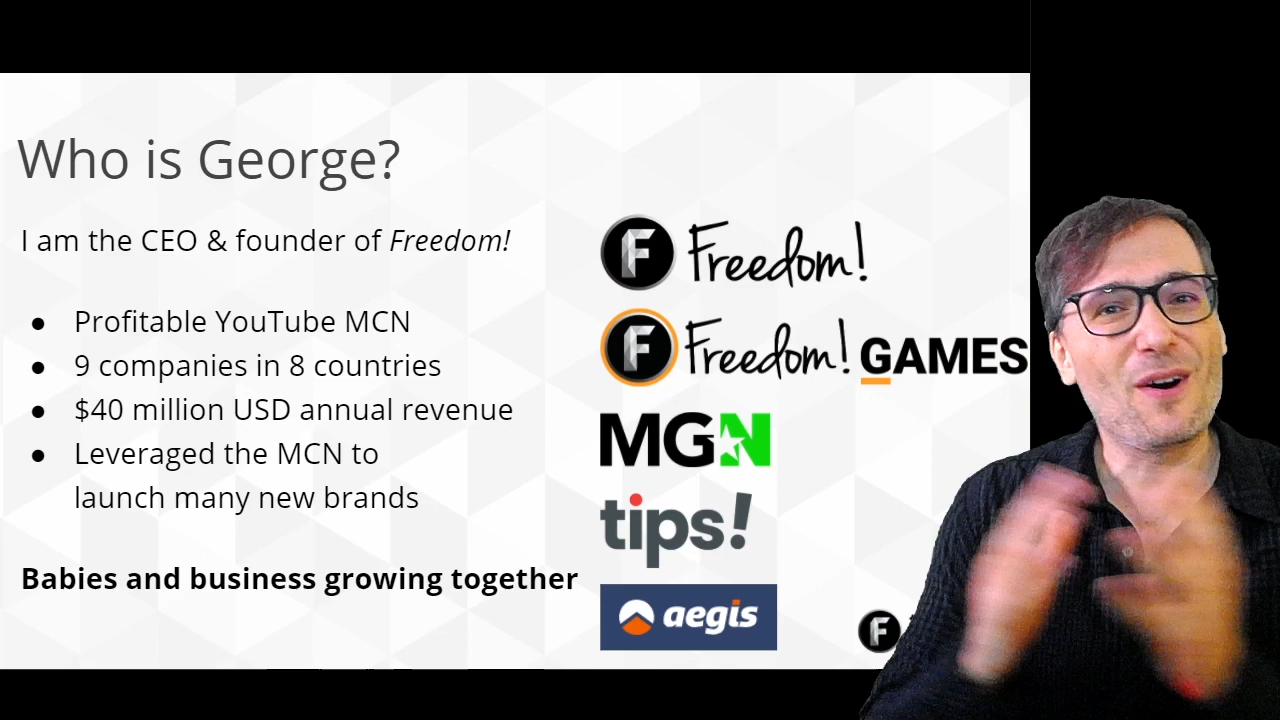 Who is George?
I am the CEO & founder of Freedom!
● Profitable YouTube MCN
● 9 companies in 8 countries
● $40 million USD annual revenue
● Leveraged the MCN to
launch many new brands
Babies and business growing together
F Freedom!
F Freedom! GAMES
MGN
tips!
aegis
F